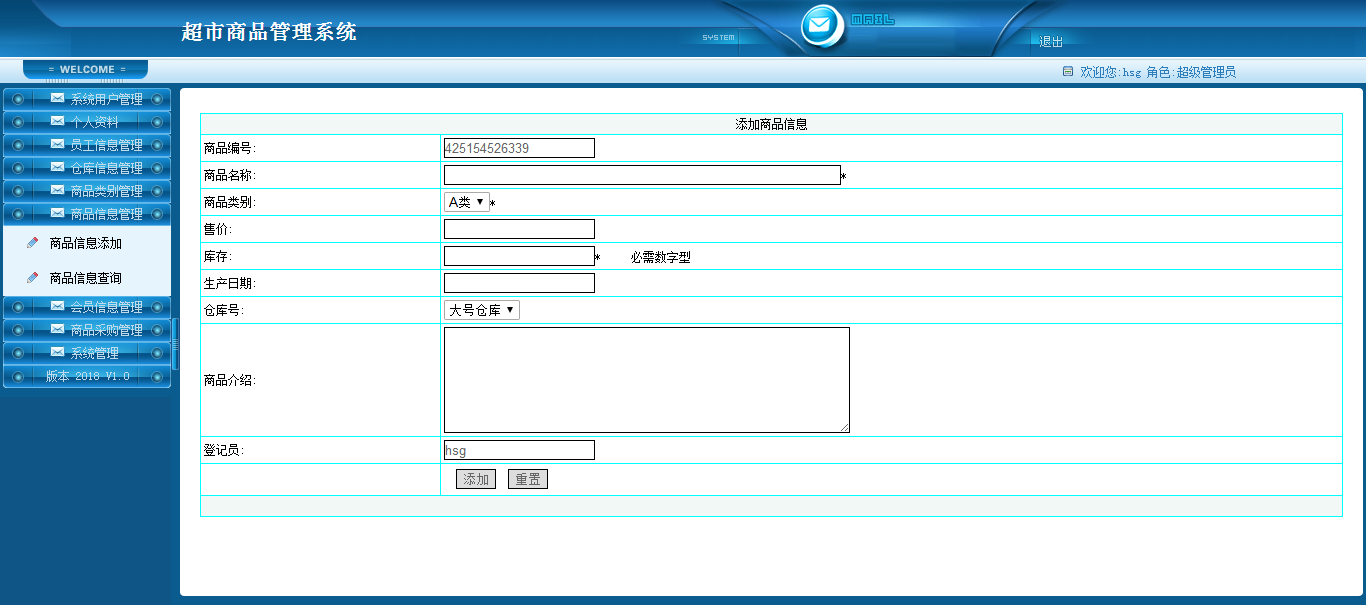 超市商品管理系统
SYSTEM
MAIL
退出
= WELCOME =
欢迎您:hsg 角色:超级管理员
系统用户管理
个人资料
员工信息管理
仓库信息管理
商品类别管理
商品信息管理
商品信息添加
商品信息查询
会员信息管理
商品采购管理
系统管理
版本 2018 V1.0
添加商品信息
商品编号: 425154526339
商品名称: *
商品类别: A类 *
售价:
库存: * 必需数字型
生产日期:
仓库号: 大号仓库
商品介绍:
登记员: hsg
添加 重置